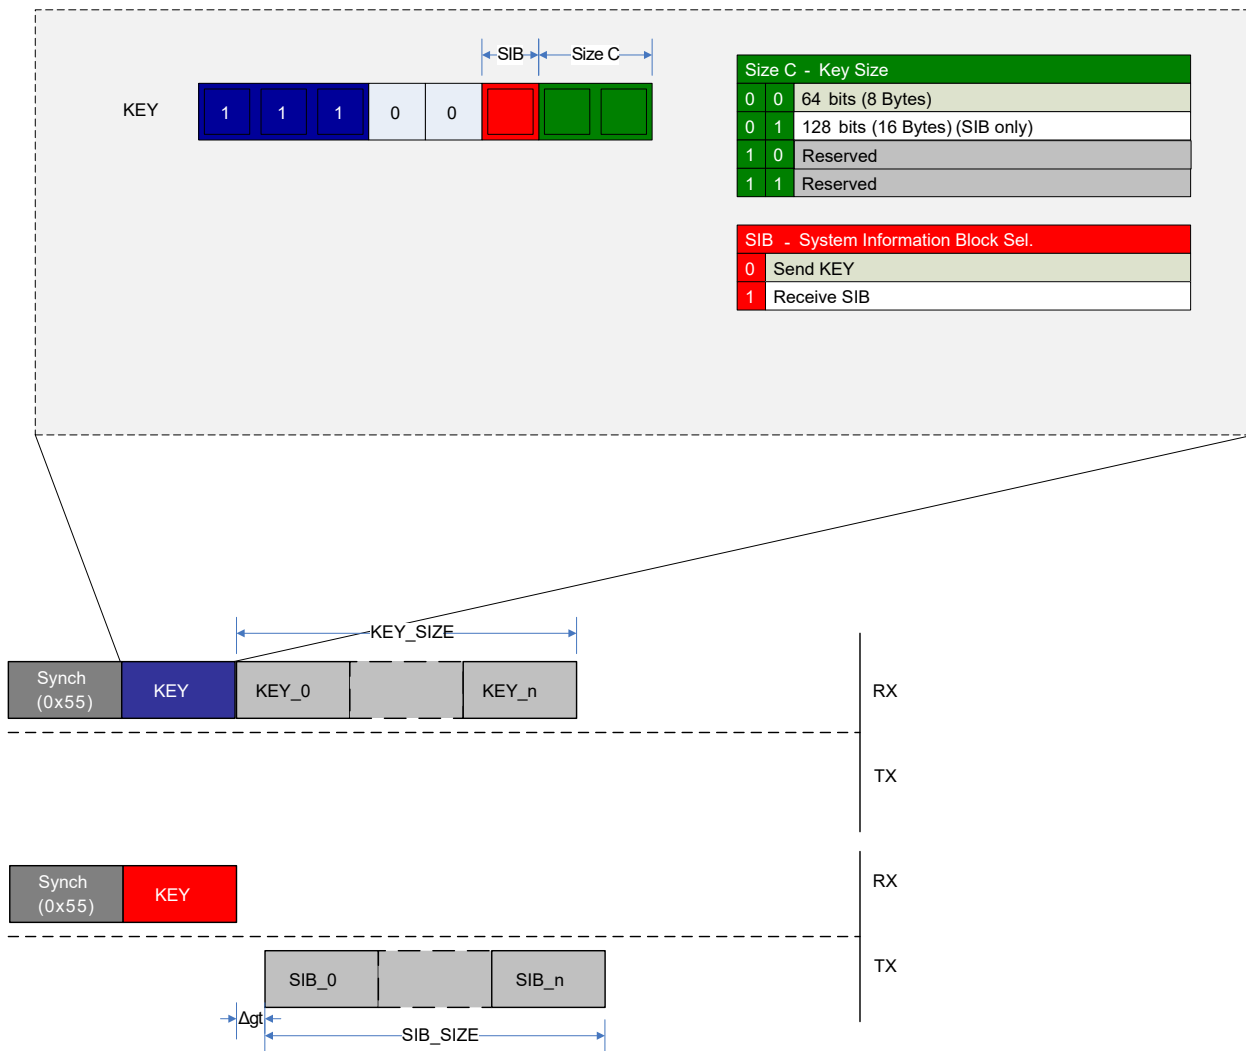 SIB Size C
KEY 1 1 1 0 0
Size C - Key Size
0 0 64 bits (8 Bytes)
0 1 128 bits (16 Bytes) (SIB only)
1 0 Reserved
1 1 Reserved
SIB - System Information Block Sel.
0 Send KEY
1 Receive SIB
KEY_SIZE
Synch
(0x55)
KEY
KEY_0
KEY_n
RX
TX
Synch
(0x55)
KEY
RX
SIB_0
SIB_n
TX
Δgt
SIB_SIZE